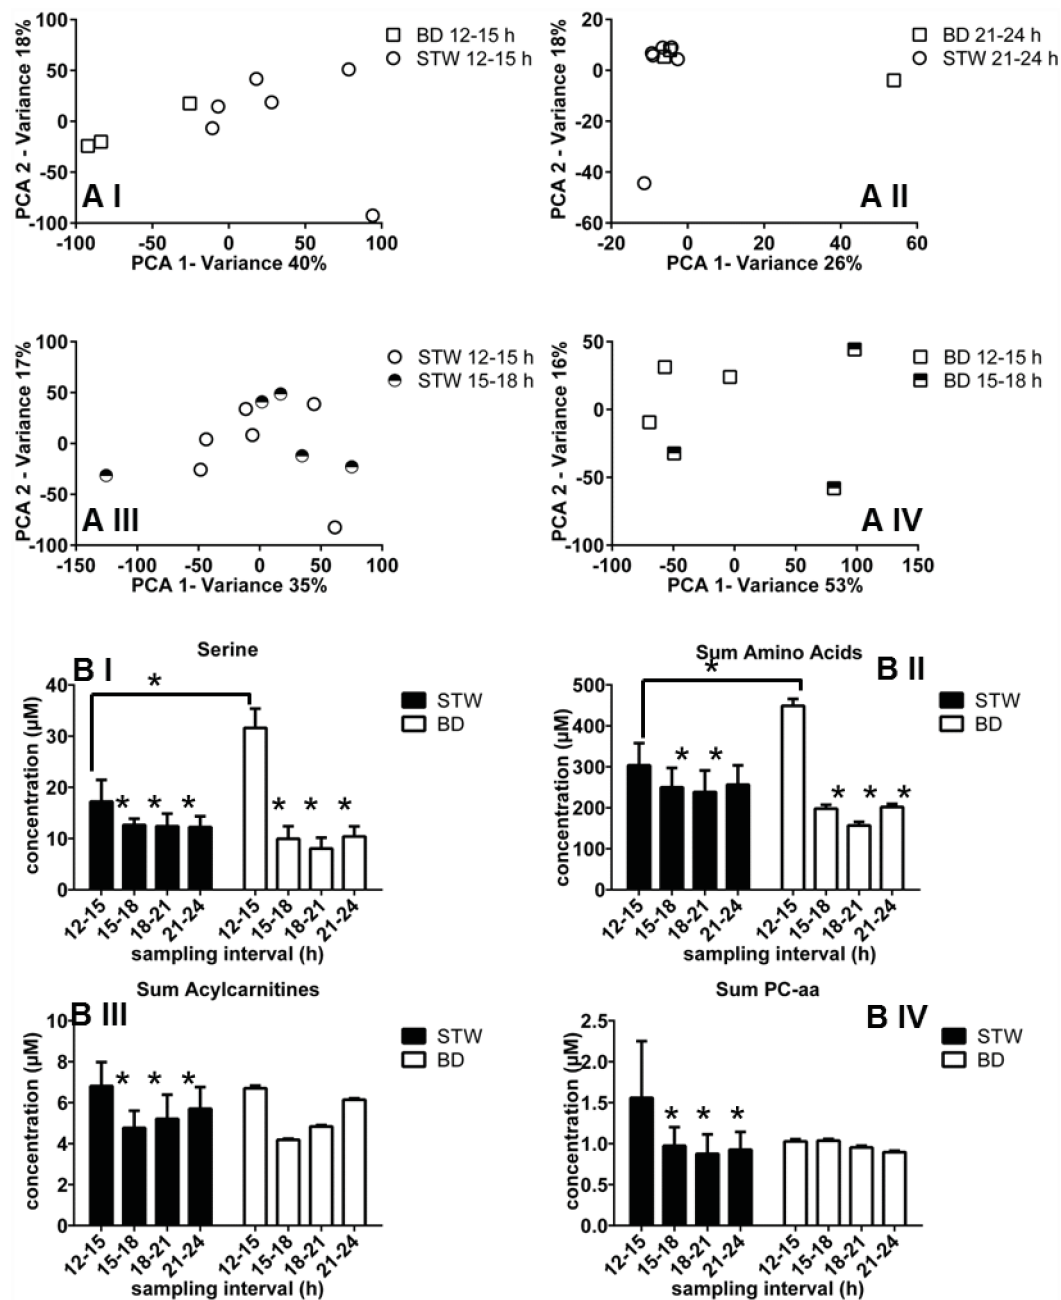 100
50
0
-50
-100
-100
-50
0
50
100
PCA 2 - Variance 18%
PCA 1- Variance 40%
A I
BD 12-15 h
STW 12-15 h
20
0
-20
-40
-60
-20
0
20
40
60
PCA 2 - Variance 18%
PCA 1- Variance 26%
A II
BD 21-24 h
STW 21-24 h
100
50
0
-50
-100
-150
-100
-50
0
50
100
PCA 2 - Variance 17%
PCA 1- Variance 35%
A III
STW 12-15 h
STW 15-18 h
50
0
-50
-100
-100
-50
0
50
100
150
PCA 2 - Variance 16%
PCA 1- Variance 53%
A IV
BD 12-15 h
BD 15-18 h
Serine
B I
40
30
20
10
0
concentration (µM)
*
* * *
* * *
12-15
15-18
18-21
21-24
12-15
15-18
18-21
21-24
sampling interval (h)
STW
BD
Sum Amino Acids
B II
500
400
300
200
100
0
concentration (µM)
*
* *
* * *
12-15
15-18
18-21
21-24
12-15
15-18
18-21
21-24
sampling interval (h)
STW
BD
Sum Acylcarnitines
B III
10
8
6
4
2
0
concentration (µM)
* * *
12-15
15-18
18-21
21-24
12-15
15-18
18-21
21-24
sampling interval (h)
STW
BD
Sum PC-aa
B IV
2.5
2.0
1.5
1.0
0.5
0.0
concentration (µM)
* * *
12-15
15-18
18-21
21-24
12-15
15-18
18-21
21-24
sampling interval (h)
STW
BD